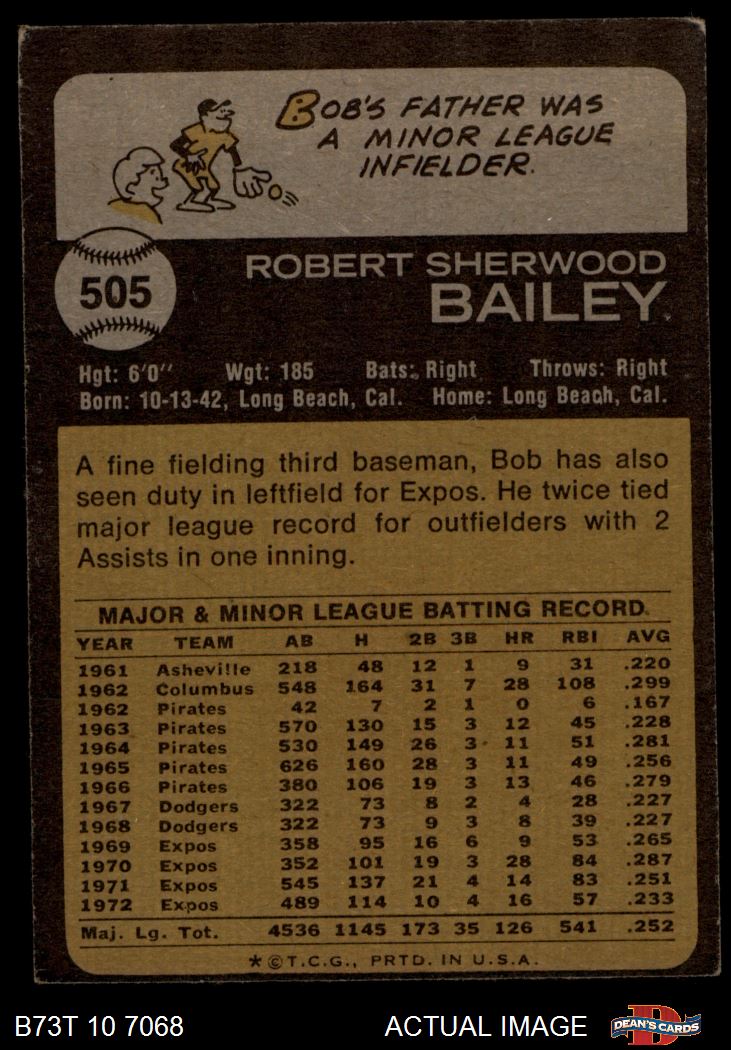 BOB'S FATHER WAS
A MINOR LEAGUE
INFIELDER.
505
ROBERT SHERWOOD
BAILEY
Hgt: 6'0" Wgt: 185 Bats: Right Throws: Right
Born: 10-13-42, Long Beach, Cal. Home: Long Beach, Cal.
A fine fielding third baseman, Bob has also
seen duty in leftfield for Expos. He twice tied
major league record for outfielders with 2
Assists in one inning.
MAJOR & MINOR LEAGUE BATTING RECORD
YEAR TEAM AB H 2B 3B HR RBI AVG
1961 Asheville 218 48 12 1 9 31 .220
1962 Columbus 548 164 31 7 28 108 .299
1962 Pirates 42 7 2 1 0 6 .167
1963 Pirates 570 130 15 3 12 45 .228
1964 Pirates 530 149 26 3 11 51 .281
1965 Pirates 626 160 28 3 11 49 .256
1966 Pirates 380 106 19 3 13 46 .279
1967 Dodgers 322 73 8 2 4 28 .227
1968 Dodgers 322 73 9 3 8 39 .227
1969 Expos 358 95 16 6 9 53 .265
1970 Expos 352 101 19 3 28 84 .287
1971 Expos 545 137 21 4 14 83 .251
1972 Expos 489 114 10 4 16 57 .233
Maj. Lg. Tot. 4536 1145 173 35 126 541 .252
*©T.C.G., PRTD. IN U.S.A.
B73T 10 7068 ACTUAL IMAGE
DEAN'S CARDS